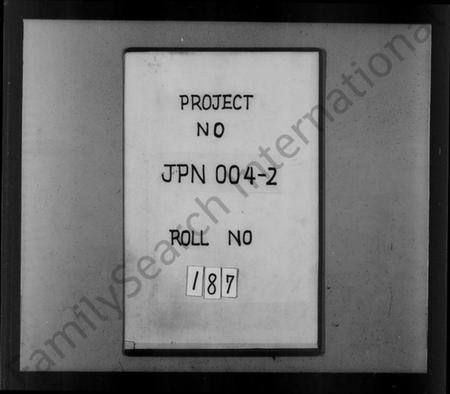 PROJECT
NO
JPN 004-2
ROLL NO
187
FamilySearch International